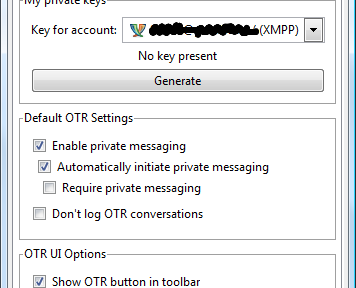 My private keys
Key for account: (XMPP)
No key present
Generate
Default OTR Settings
Enable private messaging
Automatically initiate private messaging
Require private messaging
Don't log OTR conversations
OTR UI Options
Show OTR button in toolbar